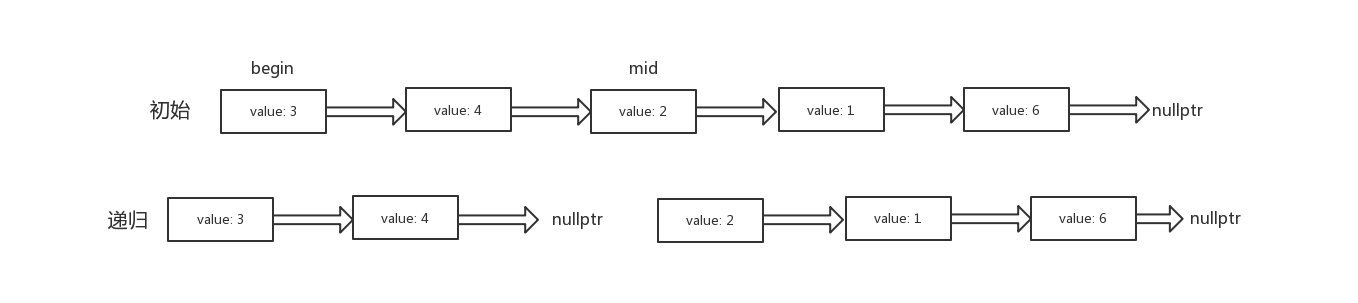 begin mid
初始 value: 3 value: 4 value: 2 value: 1 value: 6 nullptr
递归 value: 3 value: 4 nullptr value: 2 value: 1 value: 6 nullptr